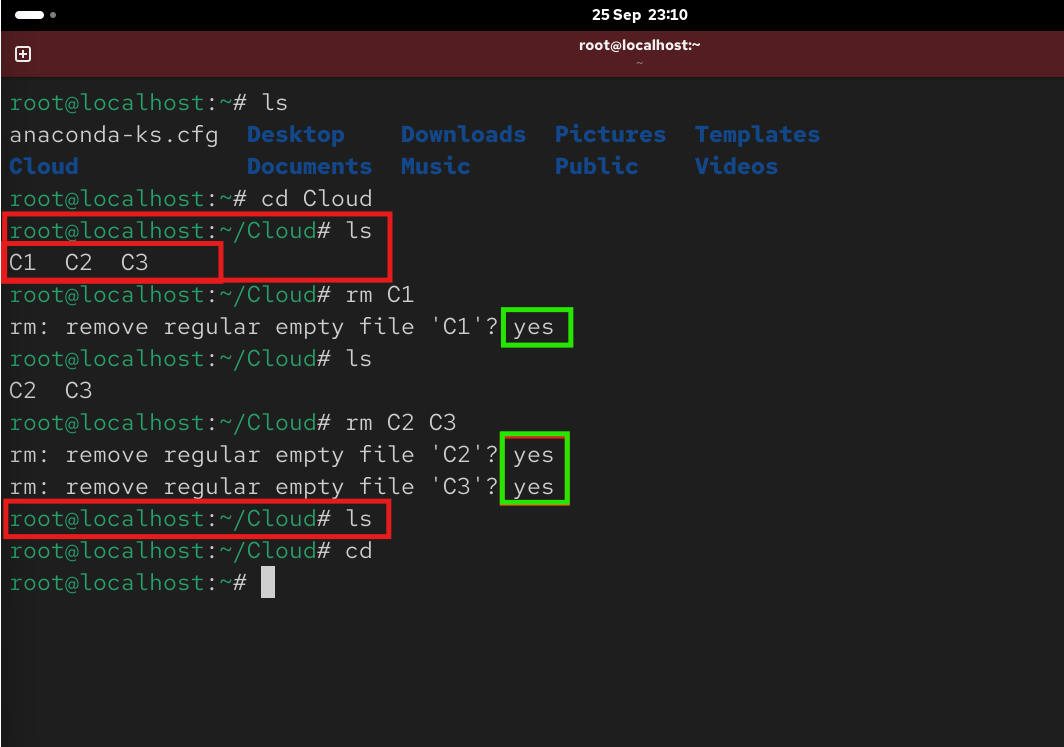 25 Sep 23:10
root@localhost:~
~
root@localhost:~# ls
anaconda-ks.cfg  Desktop    Downloads  Pictures  Templates
Cloud            Documents  Music      Public    Videos
root@localhost:~# cd Cloud
root@localhost:~/Cloud# ls
C1  C2  C3
root@localhost:~/Cloud# rm C1
rm: remove regular empty file 'C1'? yes
root@localhost:~/Cloud# ls
C2  C3
root@localhost:~/Cloud# rm C2 C3
rm: remove regular empty file 'C2'? yes
rm: remove regular empty file 'C3'? yes
root@localhost:~/Cloud# ls
root@localhost:~/Cloud# cd
root@localhost:~#